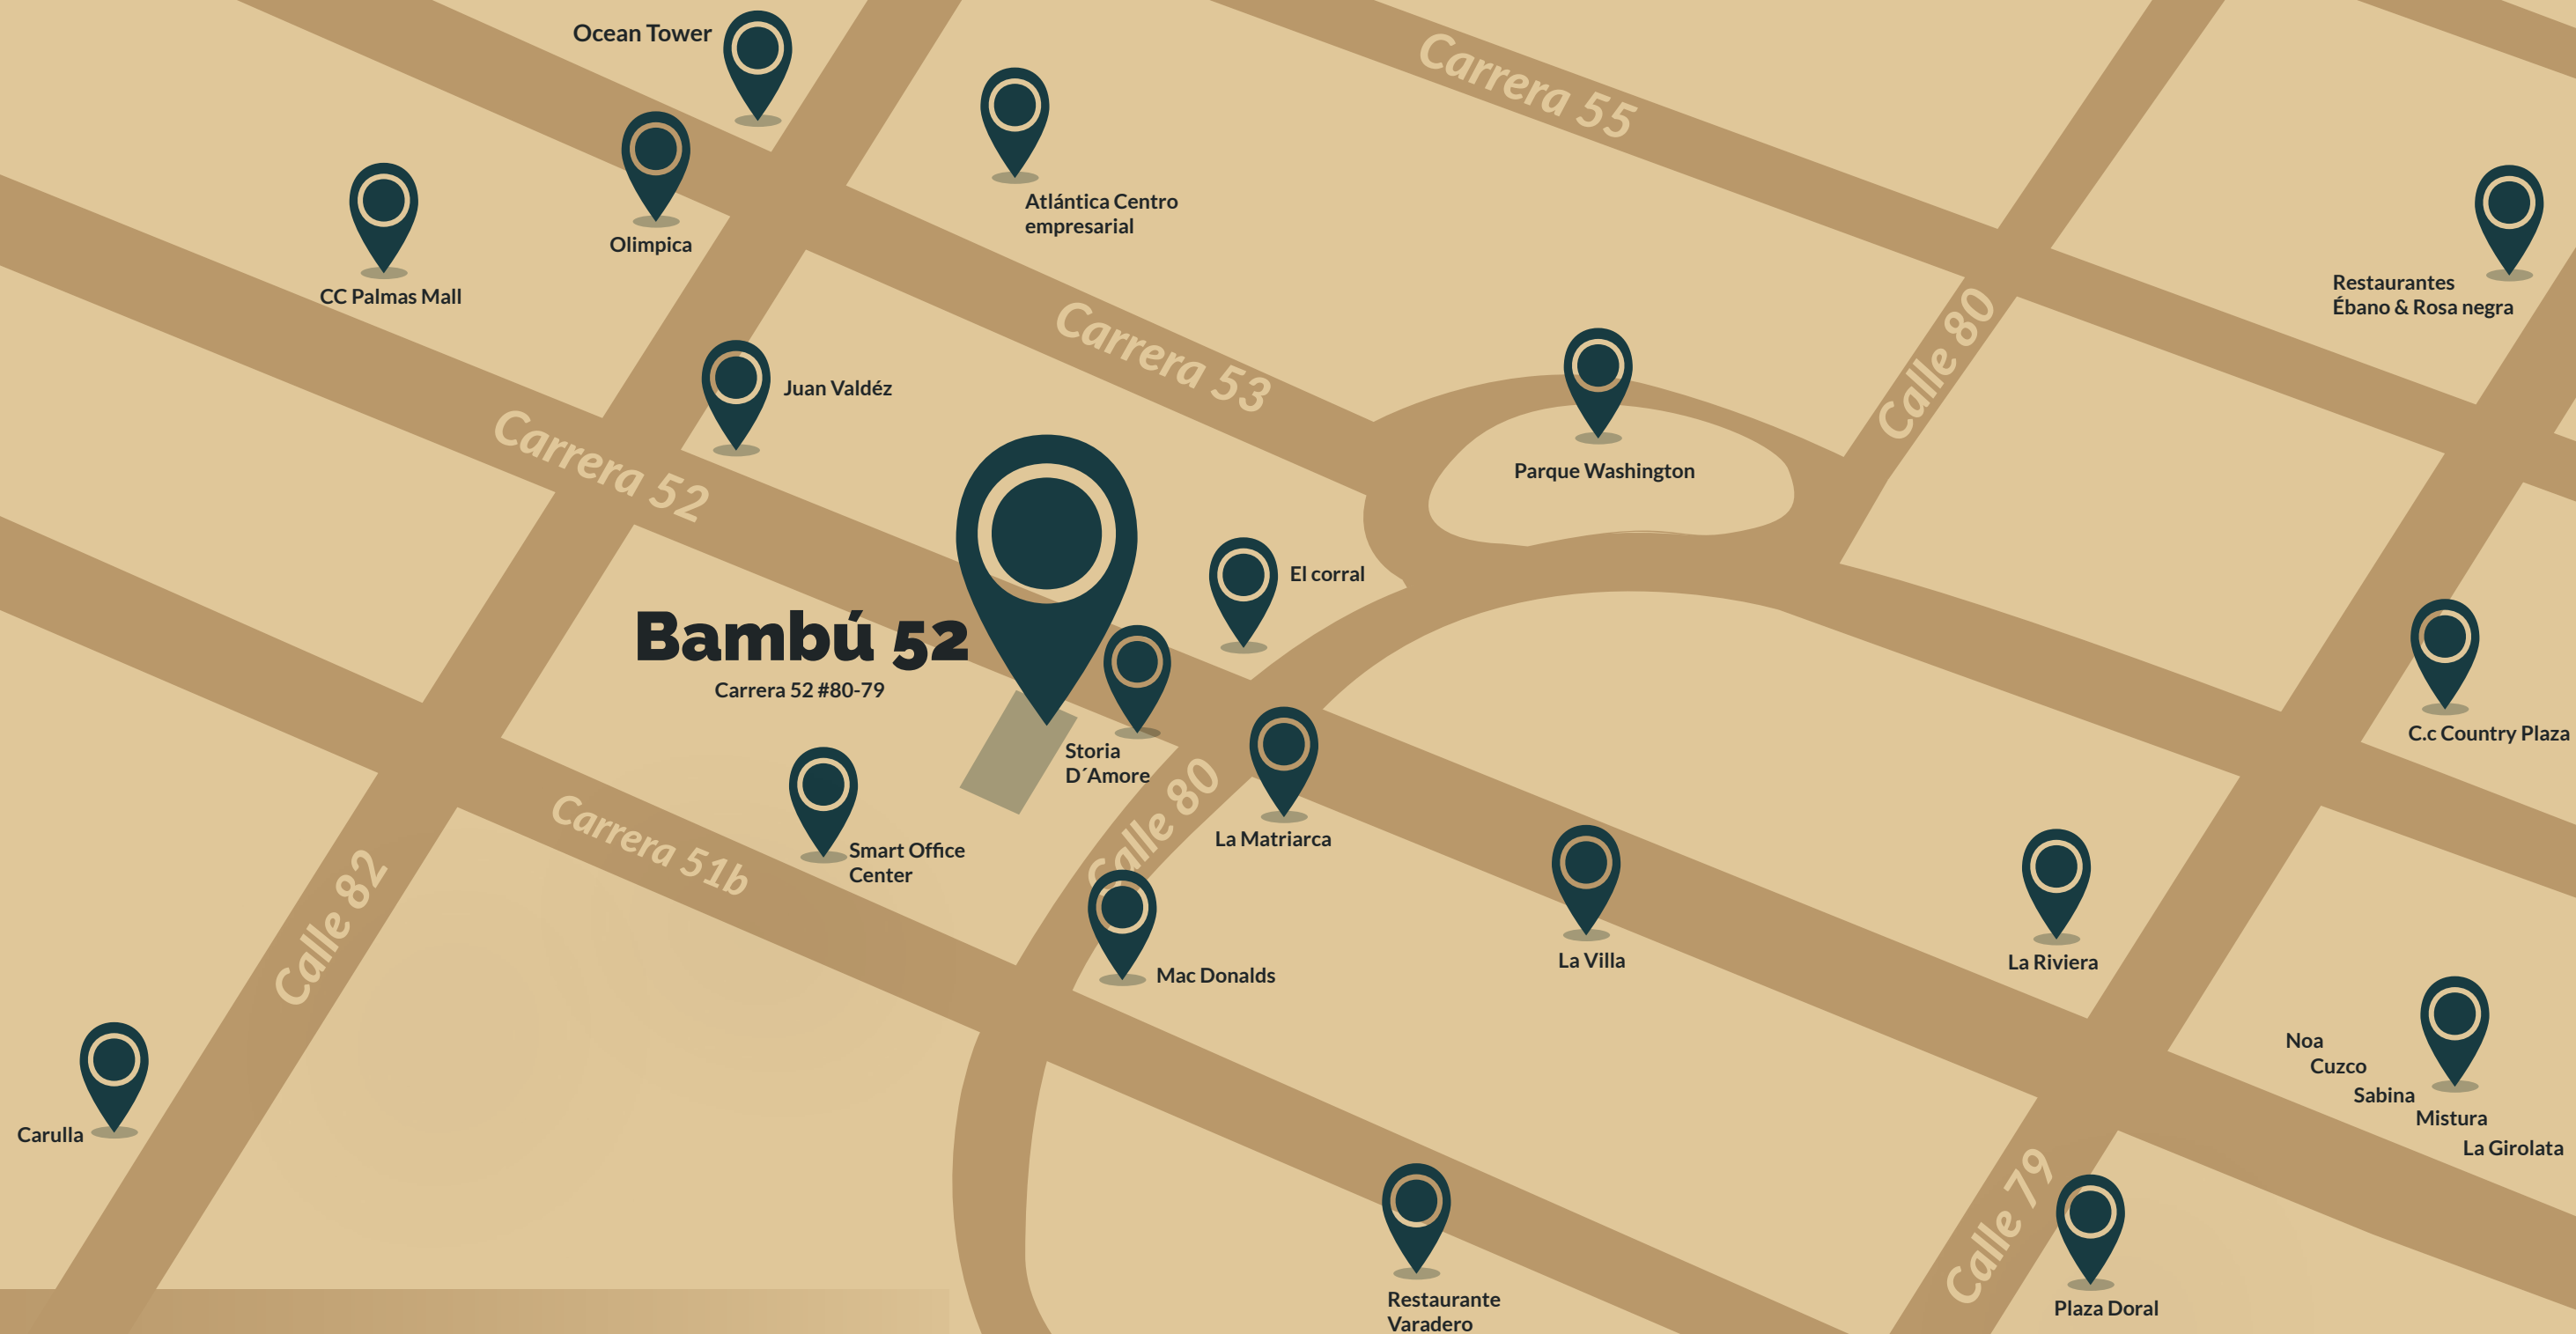 Ocean Tower
Carrera 55
Atlántica Centro
empresarial
Olimpica
CC Palmas Mall
Restaurantes
Ébano & Rosa negra
Carrera 53
Calle 80
Juan Valdéz
Carrera 52
Parque Washington
El corral
Bambú 52
Carrera 52 #80-79
Storia
D´Amore
C.c Country Plaza
Calle 80
La Matriarca
Smart Office
Center
Carrera 51b
Calle 82
Mac Donalds
La Villa
La Riviera
Noa
Cuzco
Sabina
Mistura
La Girolata
Carulla
Calle 79
Restaurante
Varadero
Plaza Doral